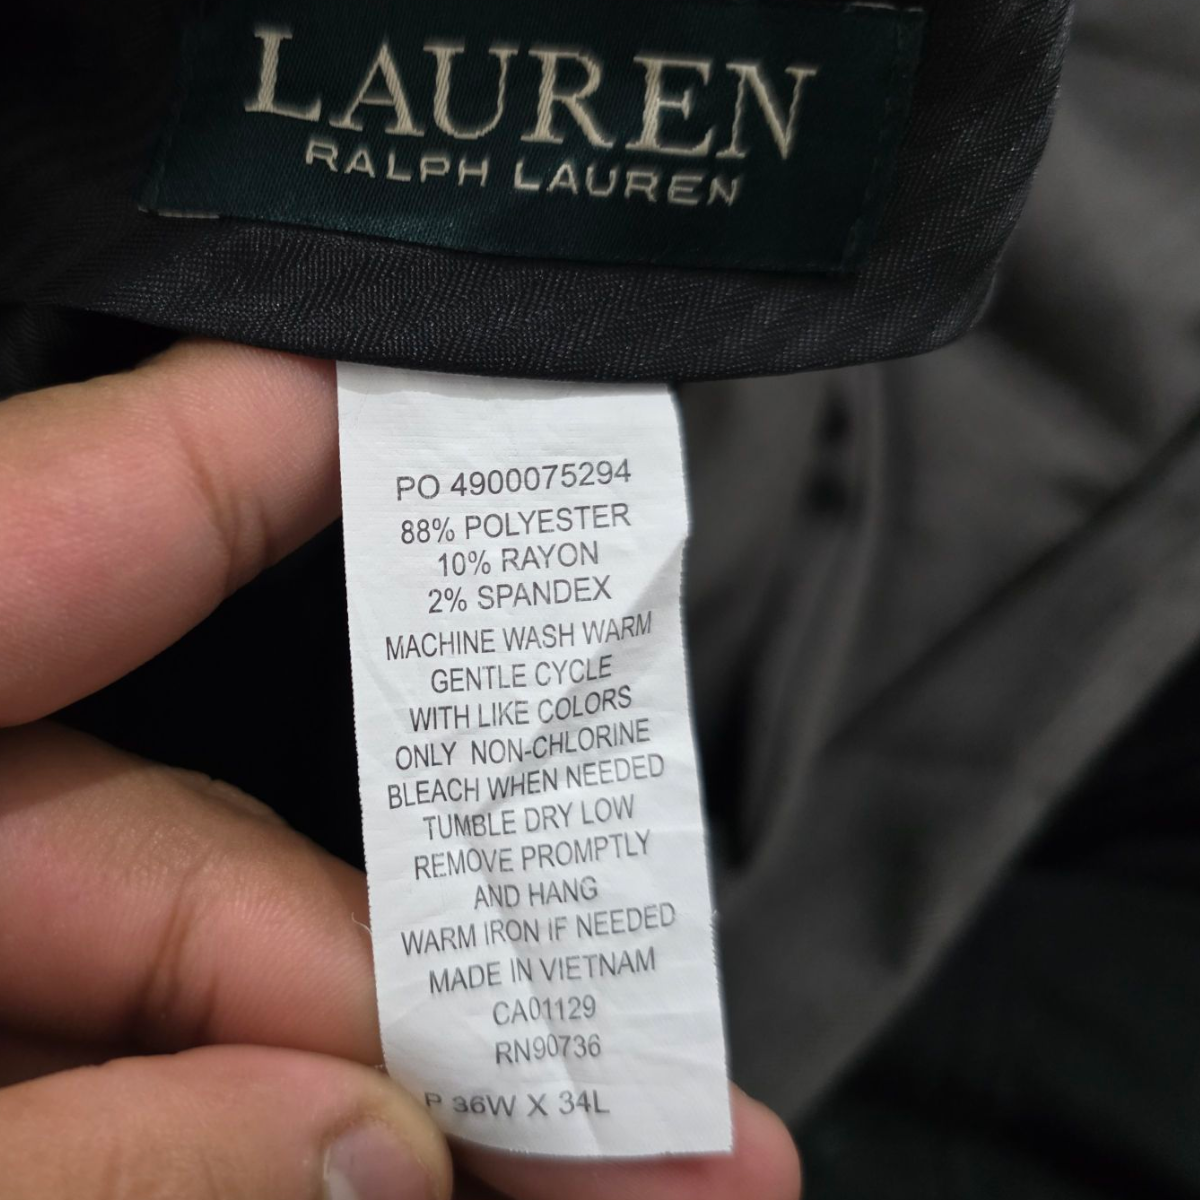 LAUREN
RALPH LAUREN
PO 4900075294
88% POLYESTER
10% RAYON
2% SPANDEX
MACHINE WASH WARM
GENTLE CYCLE
WITH LIKE COLORS
ONLY NON-CHLORINE
BLEACH WHEN NEEDED
TUMBLE DRY LOW
REMOVE PROMPTLY
AND HANG
WARM IRON IF NEEDED
MADE IN VIETNAM
CA01129
RN90736
P 36W X 34L